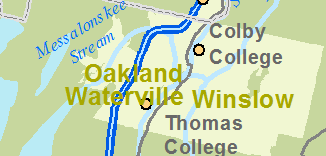 Messalonskee
Stream
Colby
College
Oakland
Waterville
Winslow
Thomas
College